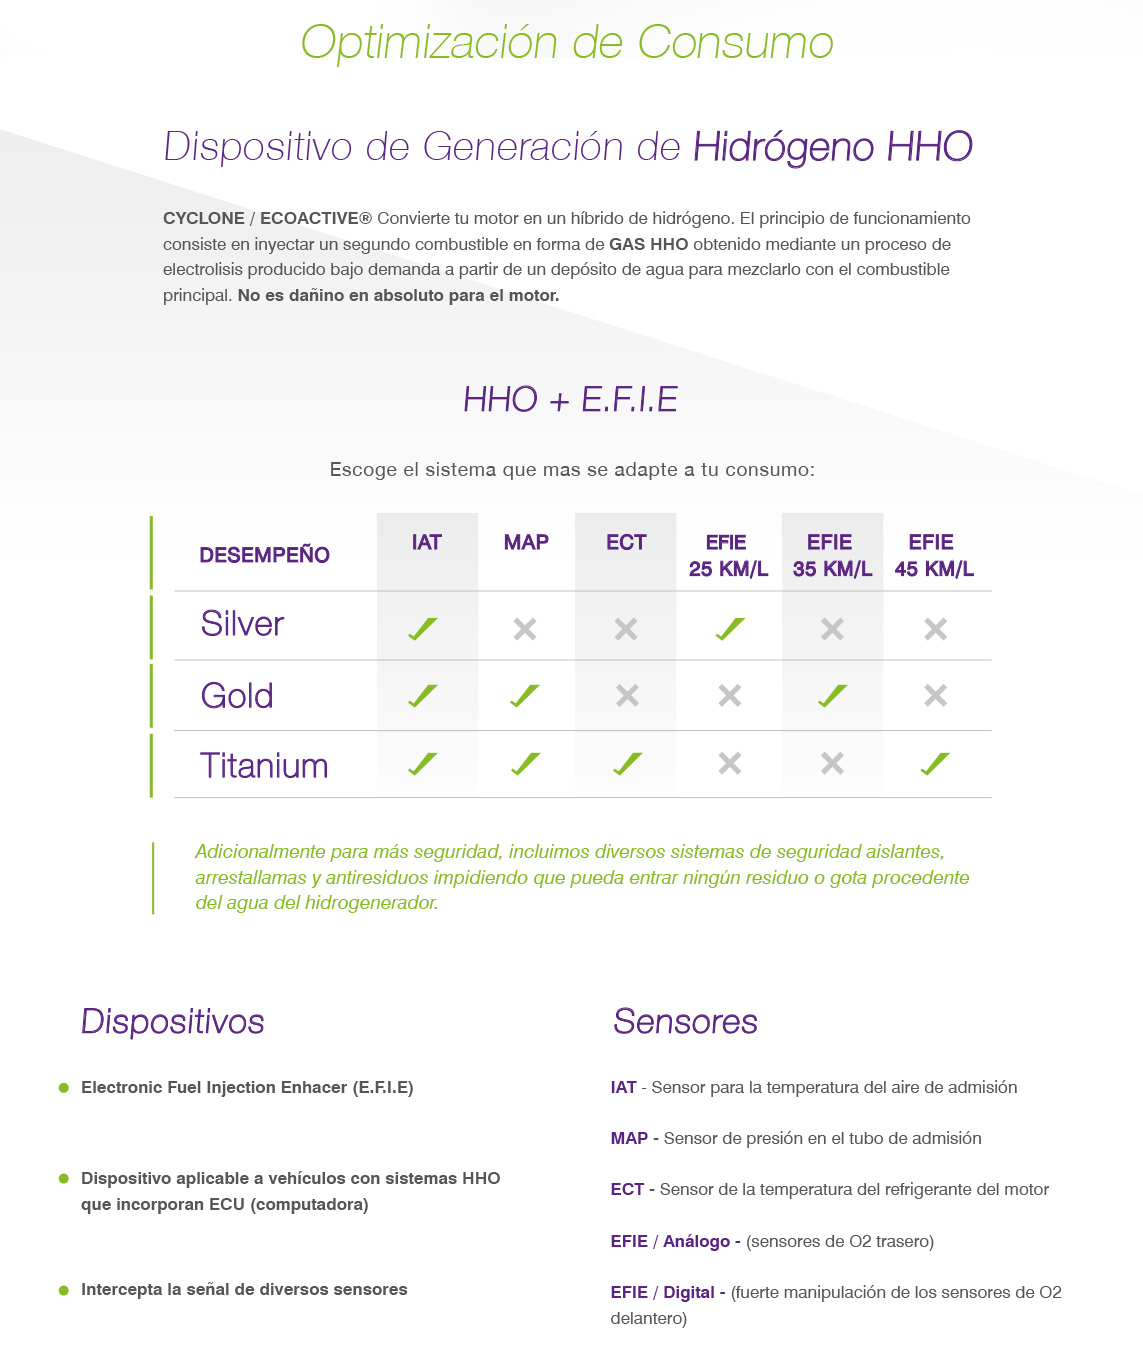 Optimización de Consumo
Dispositivo de Generación de Hidrógeno HHO
CYCLONE / ECOACTIVE® Convierte tu motor en un híbrido de hidrógeno. El principio de funcionamiento
consiste en inyectar un segundo combustible en forma de GAS HHO obtenido mediante un proceso de
electrolisis producido bajo demanda a partir de un depósito de agua para mezclarlo con el combustible
principal. No es dañino en absoluto para el motor.
HHO + E.F.I.E
Escoge el sistema que mas se adapte a tu consumo:
DESEMPEÑO IAT MAP ECT EFIE 25 KM/L EFIE 35 KM/L EFIE 45 KM/L
Silver
Gold
Titanium
Adicionalmente para más seguridad, incluimos diversos sistemas de seguridad aislantes,
arrestallamas y antiresiduos impidiendo que pueda entrar ningún residuo o gota procedente
del agua del hidrogenerador.
Dispositivos
Electronic Fuel Injection Enhacer (E.F.I.E)
Dispositivo aplicable a vehículos con sistemas HHO
que incorporan ECU (computadora)
Intercepta la señal de diversos sensores
Sensores
IAT - Sensor para la temperatura del aire de admisión
MAP - Sensor de presión en el tubo de admisión
ECT - Sensor de la temperatura del refrigerante del motor
EFIE / Análogo - (sensores de O2 trasero)
EFIE / Digital - (fuerte manipulación de los sensores de O2
delantero)